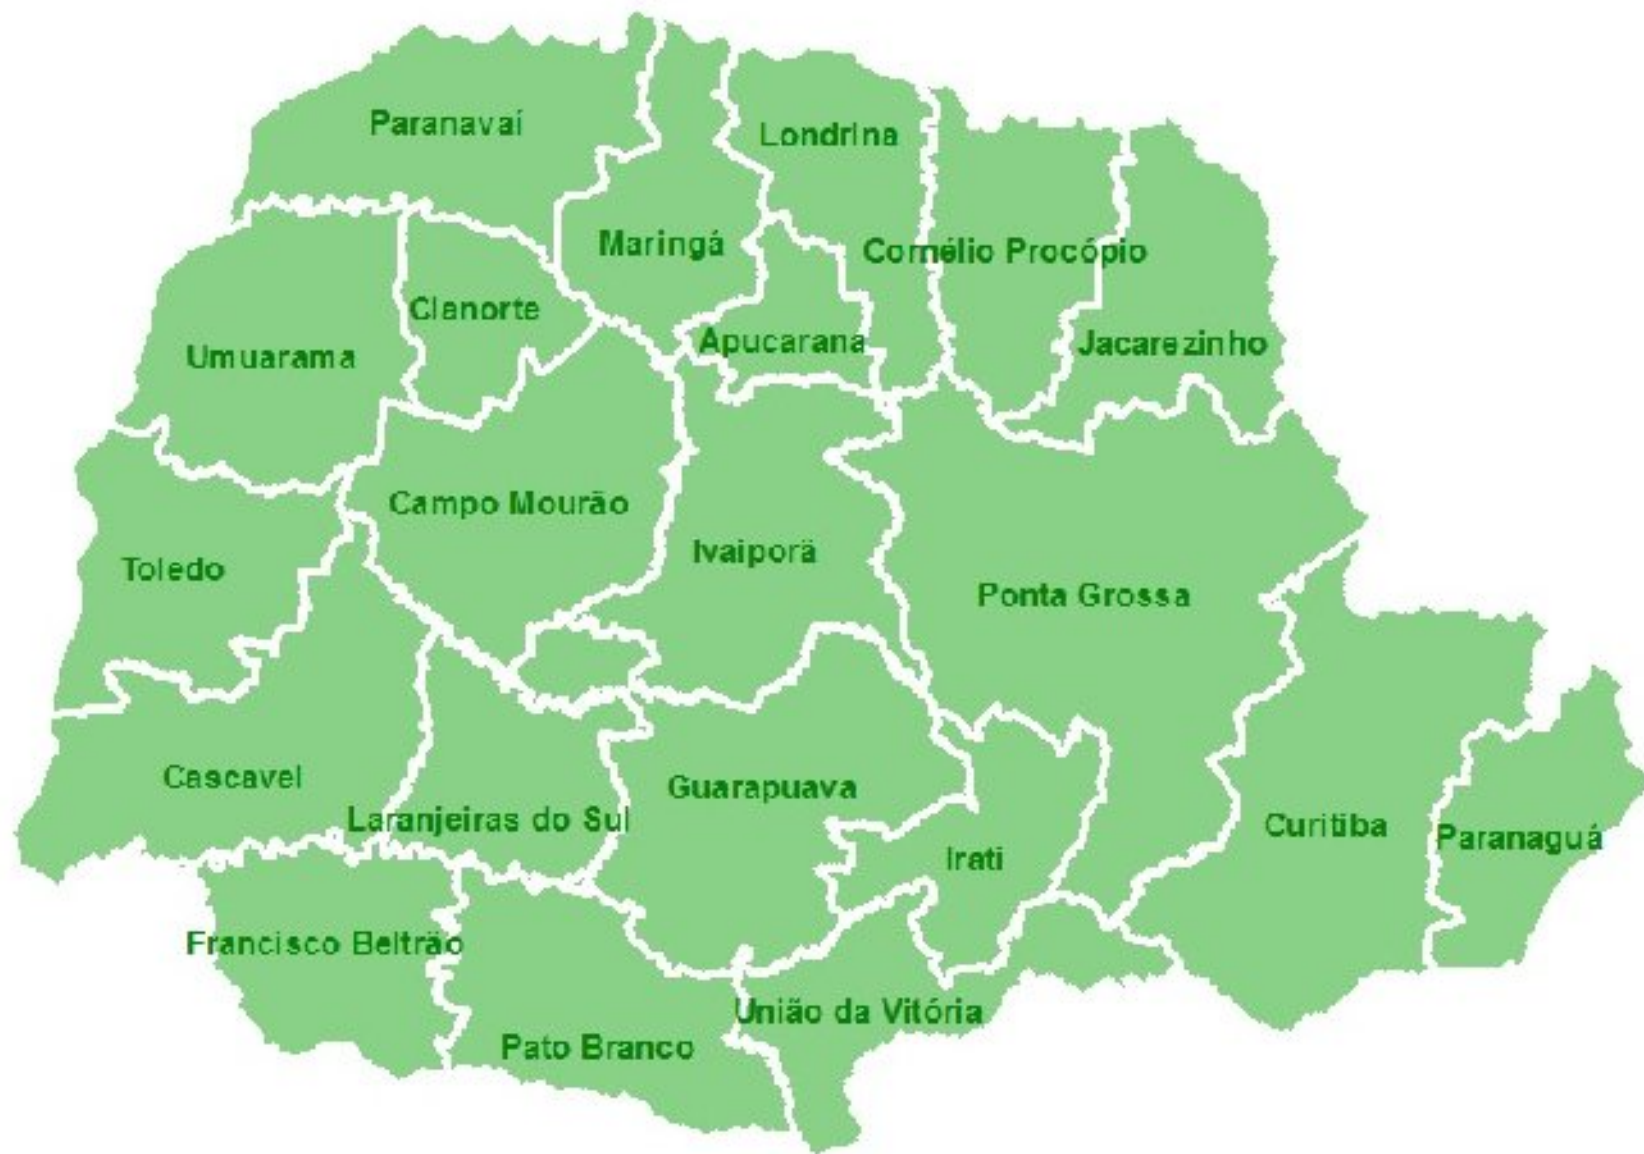 Paranavaí
Londrina
Maringá
Cornélio Procópio
Cianorte
Apucarana
Jacarezinho
Umuarama
Campo Mourão
Ivaiporã
Toledo
Ponta Grossa
Cascavel
Guarapuava
Laranjeiras do Sul
Curitiba
Paranaguá
Irati
Francisco Beltrão
União da Vitória
Pato Branco